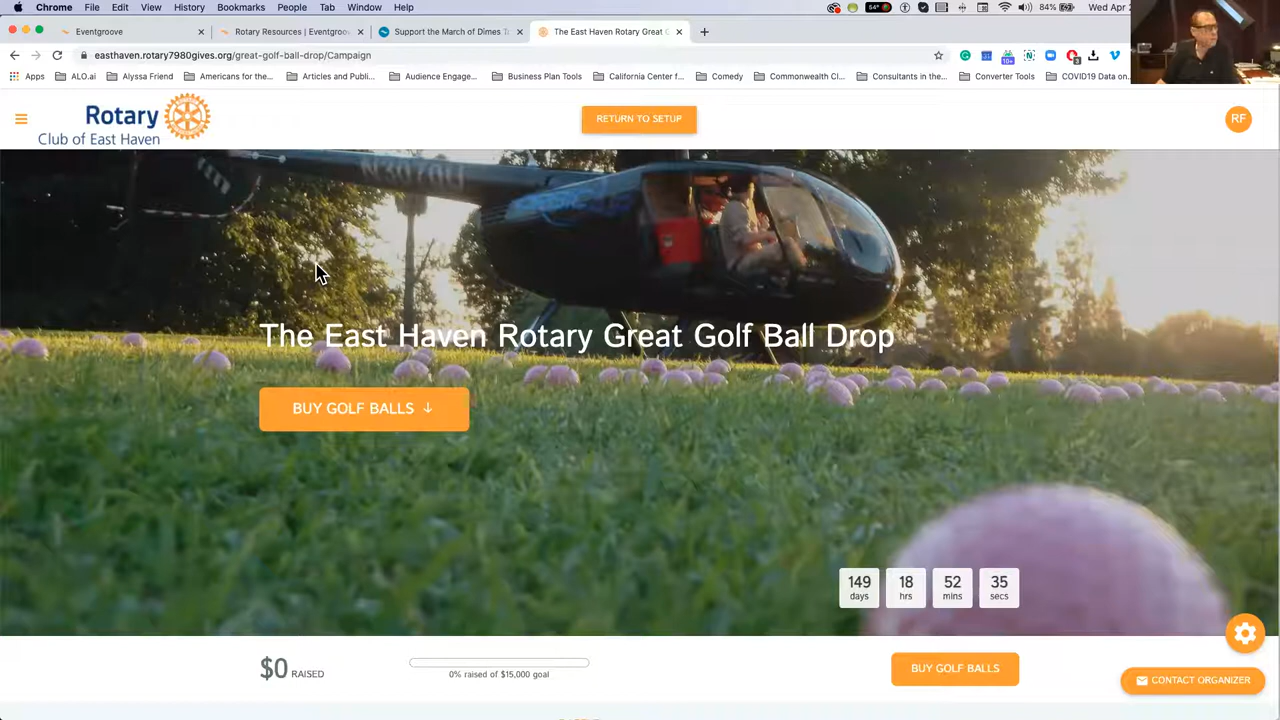 Chrome File Edit View History Bookmarks People Tab Window Help
54° 84% Wed Apr 2
Eventgroove
Rotary Resources | Eventgroov
Support the March of Dimes T
The East Haven Rotary Great G
easthaven.rotary7980gives.org/great-golf-ball-drop/Campaign
10+
Apps ALO.ai Alyssa Friend Americans for the... Articles and Publi... Audience Engage... Business Plan Tools California Center f... Comedy Commonwealth Cl... Consultants in the... Converter Tools COVID19 Data on
Rotary
Club of East Haven
RETURN TO SETUP
RF
The East Haven Rotary Great Golf Ball Drop
BUY GOLF BALLS ↓
149 18 52 35
days hrs mins secs
$0 RAISED
0% raised of $15,000 goal
BUY GOLF BALLS
CONTACT ORGANIZER